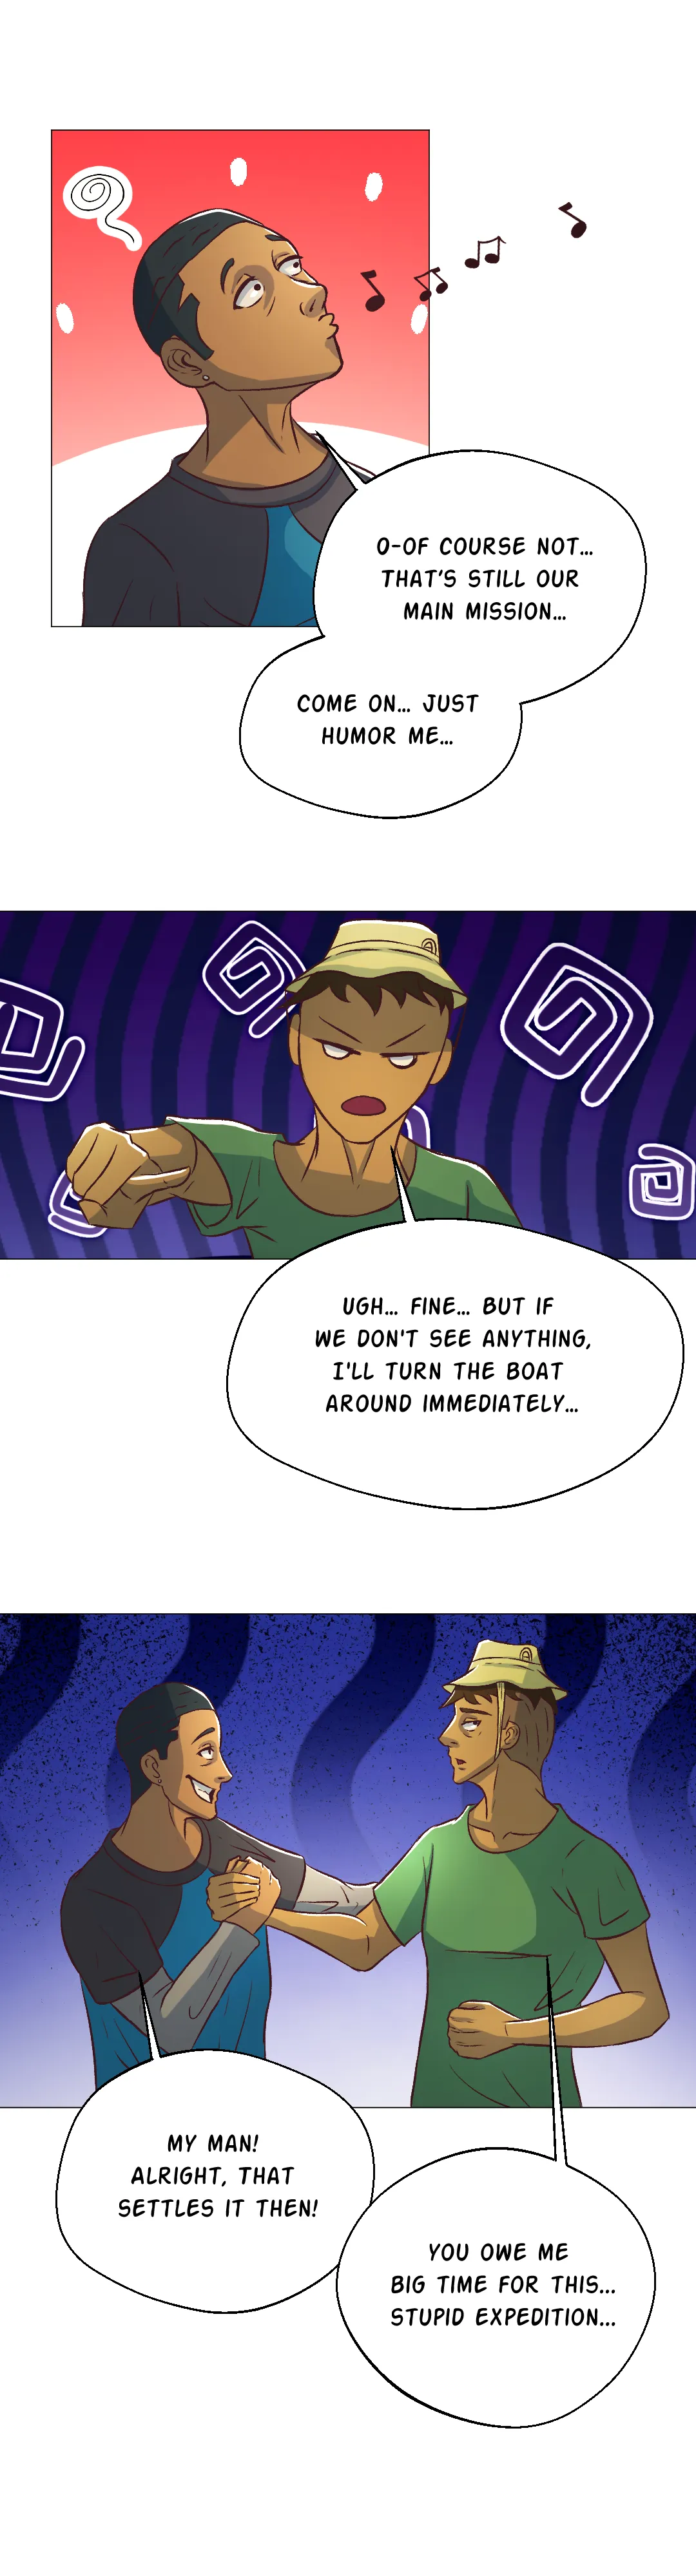 O-OF COURSE NOT...
THAT'S STILL OUR
MAIN MISSION...
COME ON... JUST
HUMOR ME...
UGH... FINE... BUT IF
WE DON'T SEE ANYTHING,
I'LL TURN THE BOAT
AROUND IMMEDIATELY...
MY MAN!
ALRIGHT, THAT
SETTLES IT THEN!
YOU OWE ME
BIG TIME FOR THIS...
STUPID EXPEDITION...